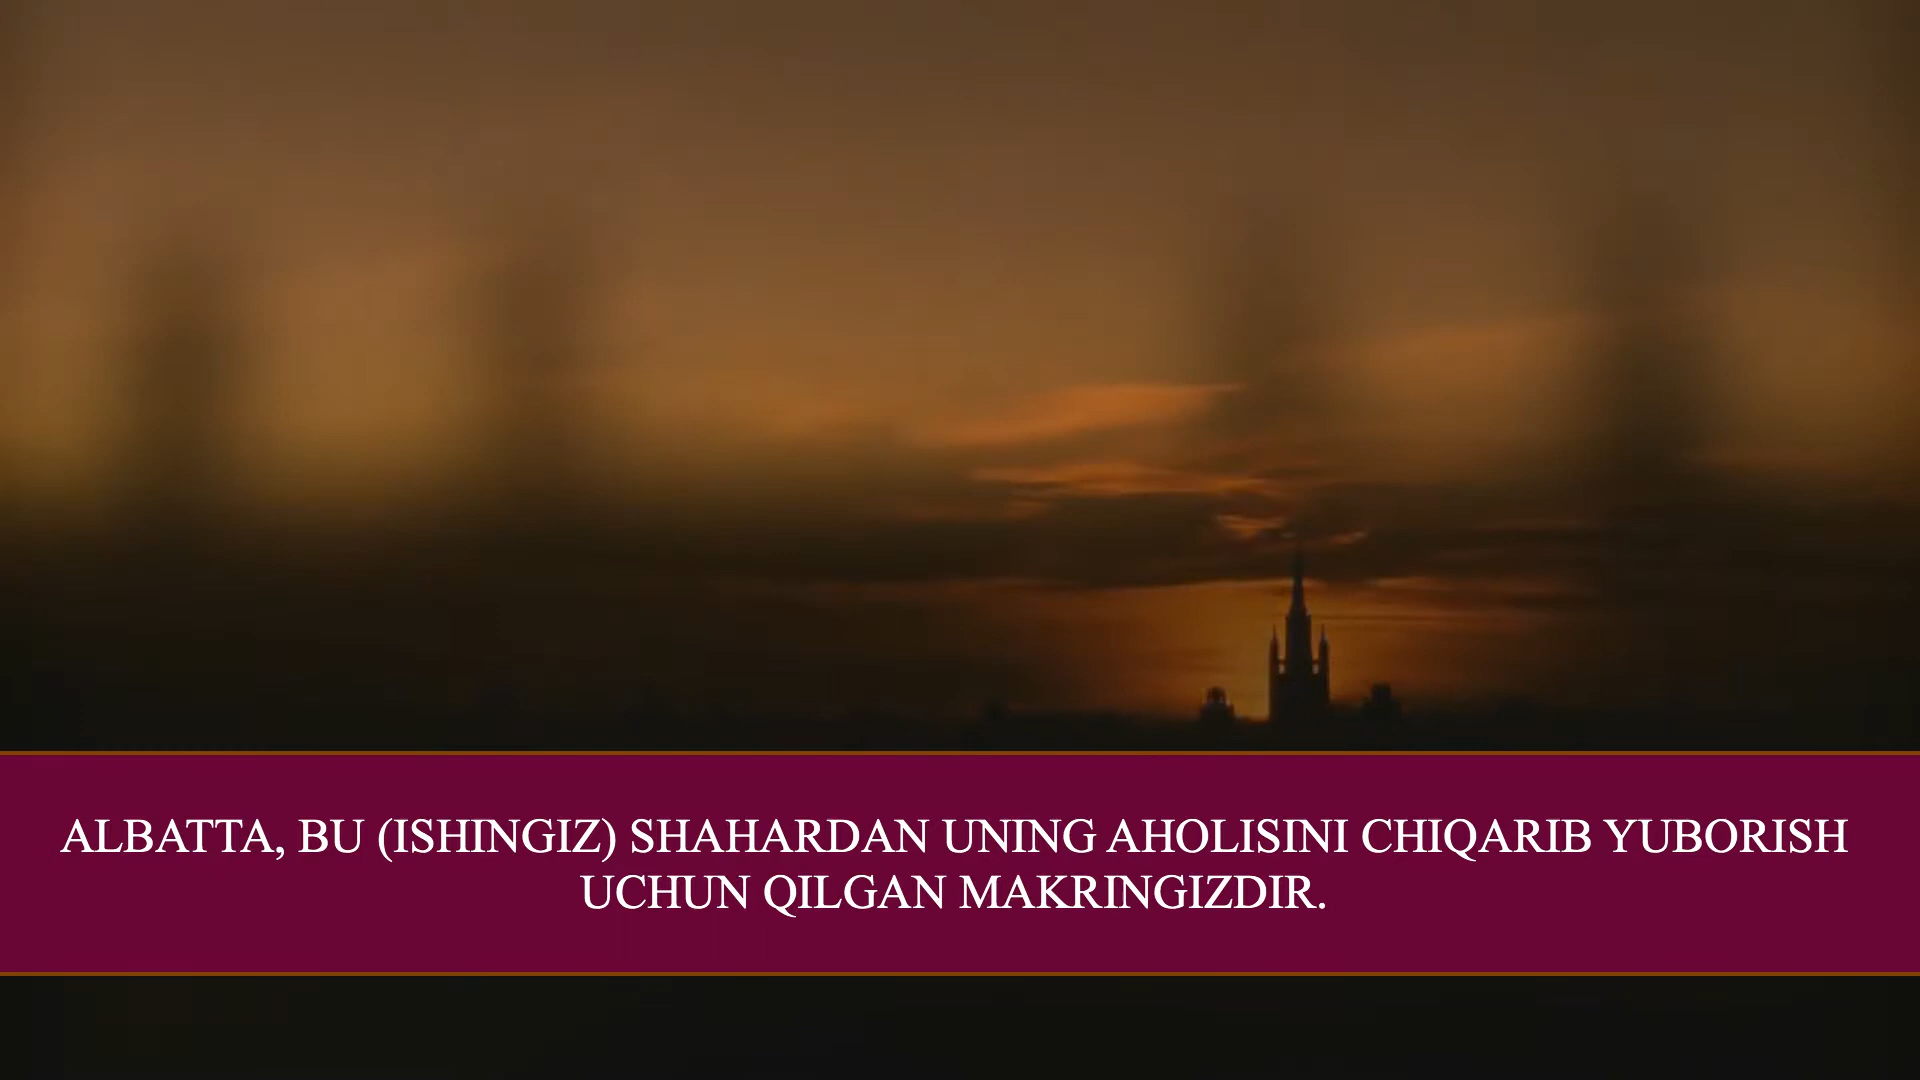 ALBATTA, BU (ISHINGIZ) SHAHARDAN UNING AHOLISINI CHIQARIB YUBORISH
UCHUN QILGAN MAKRINGIZDIR.